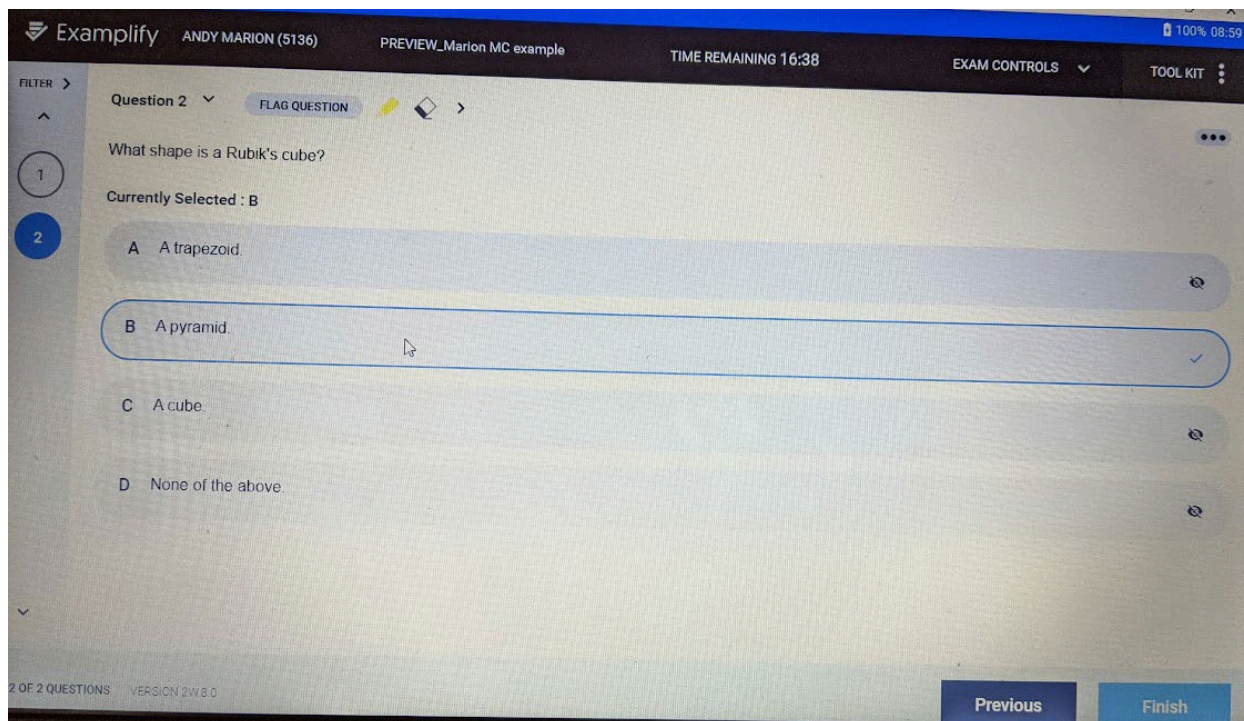 Examplify ANDY MARION (5136) PREVIEW_Marion MC example TIME REMAINING 16:38 EXAM CONTROLS TOOL KIT
100% 08:59
FILTER
Question 2 FLAG QUESTION
What shape is a Rubik's cube?
1
Currently Selected : B
2
A A trapezoid.
B A pyramid.
C A cube.
D None of the above.
2 OF 2 QUESTIONS VERSION 2W.8.0
Previous Finish